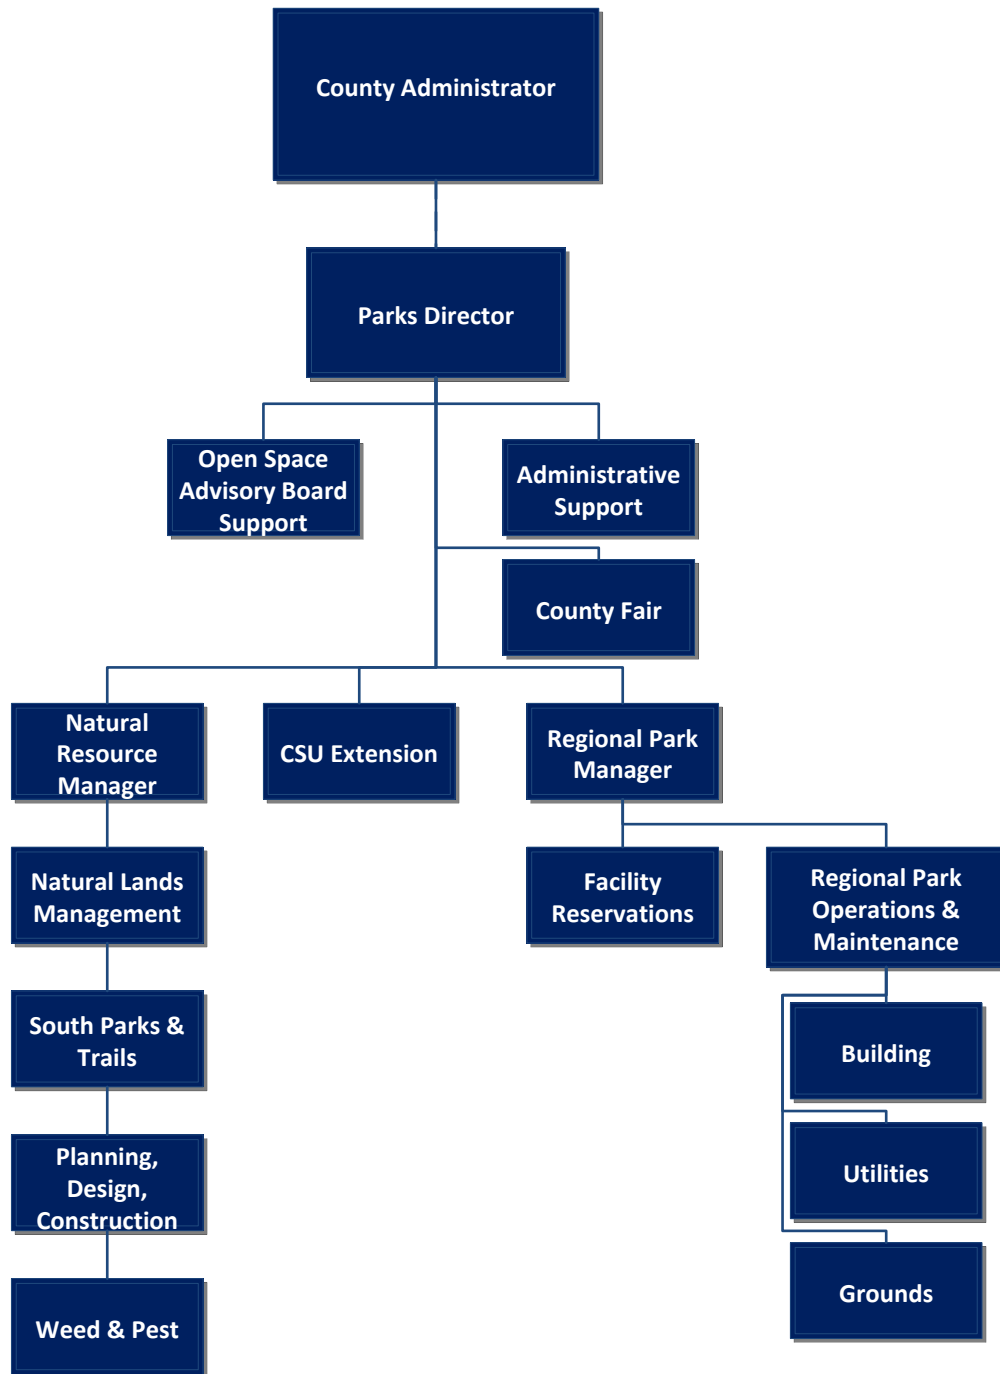 County Administrator
Parks Director
Open Space
Advisory Board
Support
Administrative
Support
County Fair
Natural
Resource
Manager
CSU Extension
Regional Park
Manager
Natural Lands
Management
Facility
Reservations
Regional Park
Operations &
Maintenance
South Parks &
Trails
Building
Planning,
Design,
Construction
Utilities
Weed & Pest
Grounds